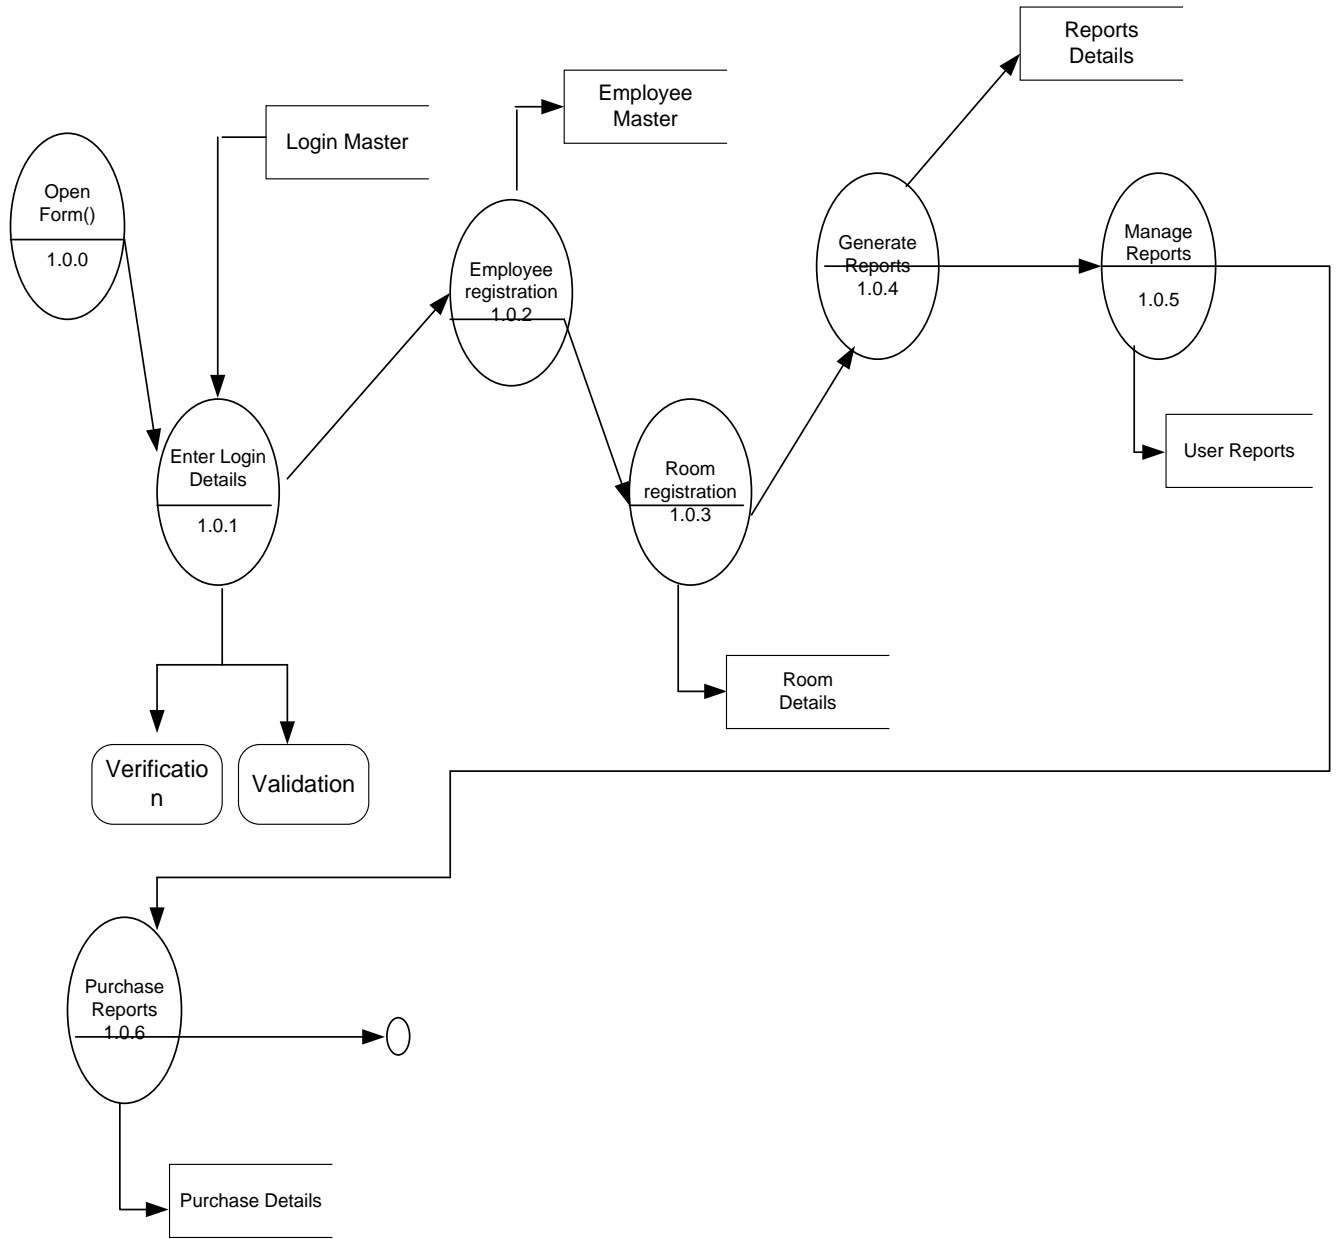 Reports
Details
Employee
Master
Login Master
Open
Form()
1.0.0
Employee
registration
1.0.2
Generate
Reports
1.0.4
Manage
Reports
1.0.5
Enter Login
Details
1.0.1
Room
registration
1.0.3
User Reports
Room
Details
Verificatio
n
Validation
Purchase
Reports
1.0.6
Purchase Details